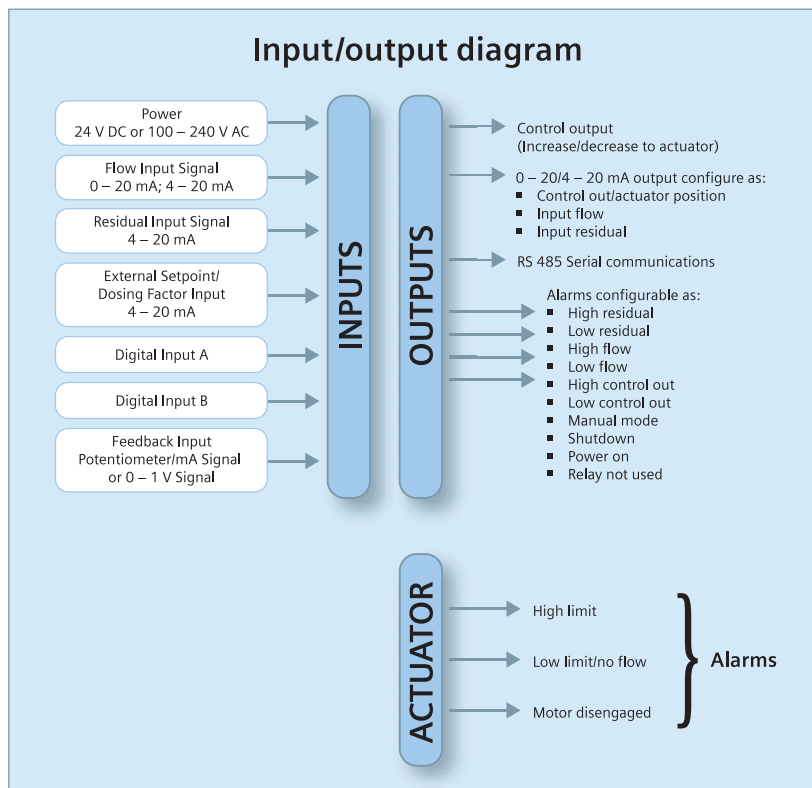 Input/output diagram
Power
24 V DC or 100 – 240 V AC
Flow Input Signal
0 – 20 mA; 4 – 20 mA
Residual Input Signal
4 – 20 mA
External Setpoint/
Dosing Factor Input
4 – 20 mA
Digital Input A
Digital Input B
Feedback Input
Potentiometer/mA Signal
or 0 – 1 V Signal
INPUTS
OUTPUTS
Control output
(Increase/decrease to actuator)
0 – 20/4 – 20 mA output configure as:
▪ Control out/actuator position
▪ Input flow
▪ Input residual
RS 485 Serial communications
Alarms configurable as:
▪ High residual
▪ Low residual
▪ High flow
▪ Low flow
▪ High control out
▪ Low control out
▪ Manual mode
▪ Shutdown
▪ Power on
▪ Relay not used
ACTUATOR
High limit
Low limit/no flow
Motor disengaged
Alarms